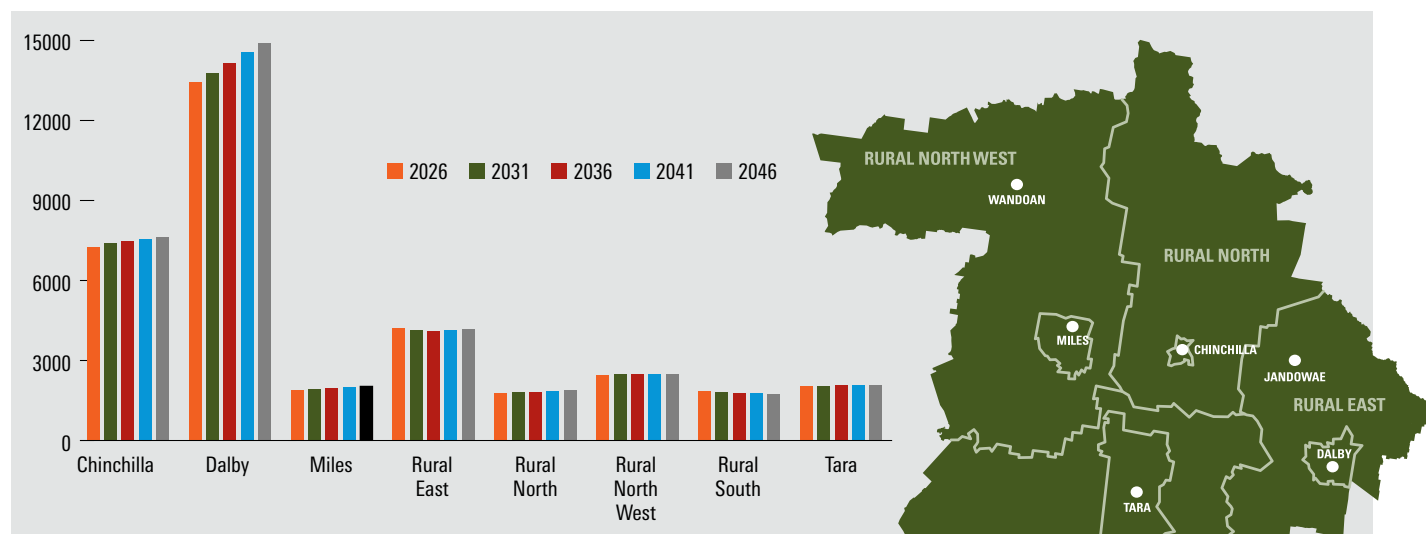 15000
12000
9000
6000
3000
0
2026 2031 2036 2041 2046
Chinchilla
Dalby
Miles
Rural
East
Rural
North
Rural
North
West
Rural
South
Tara
RURAL NORTH WEST
WANDOAN
RURAL NORTH
MILES
CHINCHILLA
JANDOWAE
RURAL EAST
DALBY
TARA